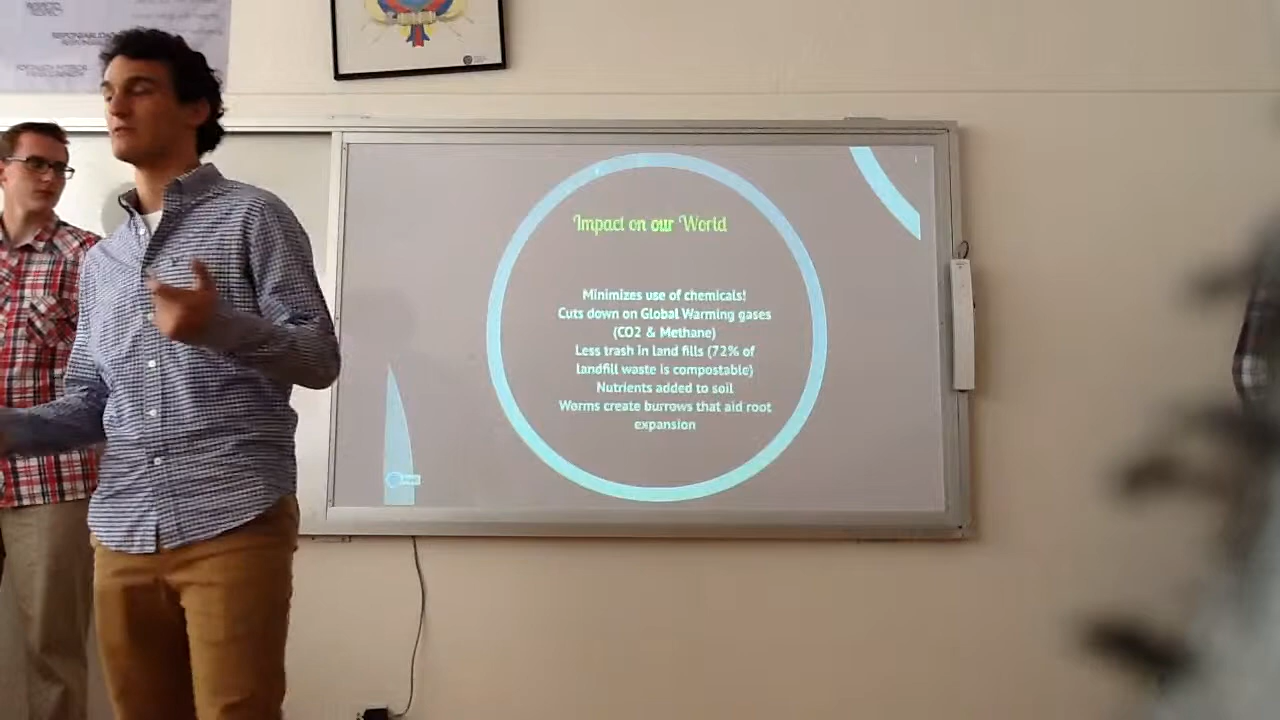 RESPONSABILIDAD
Impact on our World
Minimizes use of chemicals!
Cuts down on Global Warming gases
(CO2 & Methane)
Less trash in land fills (72% of
landfill waste is compostable)
Nutrients added to soil
Worms create burrows that aid root
expansion